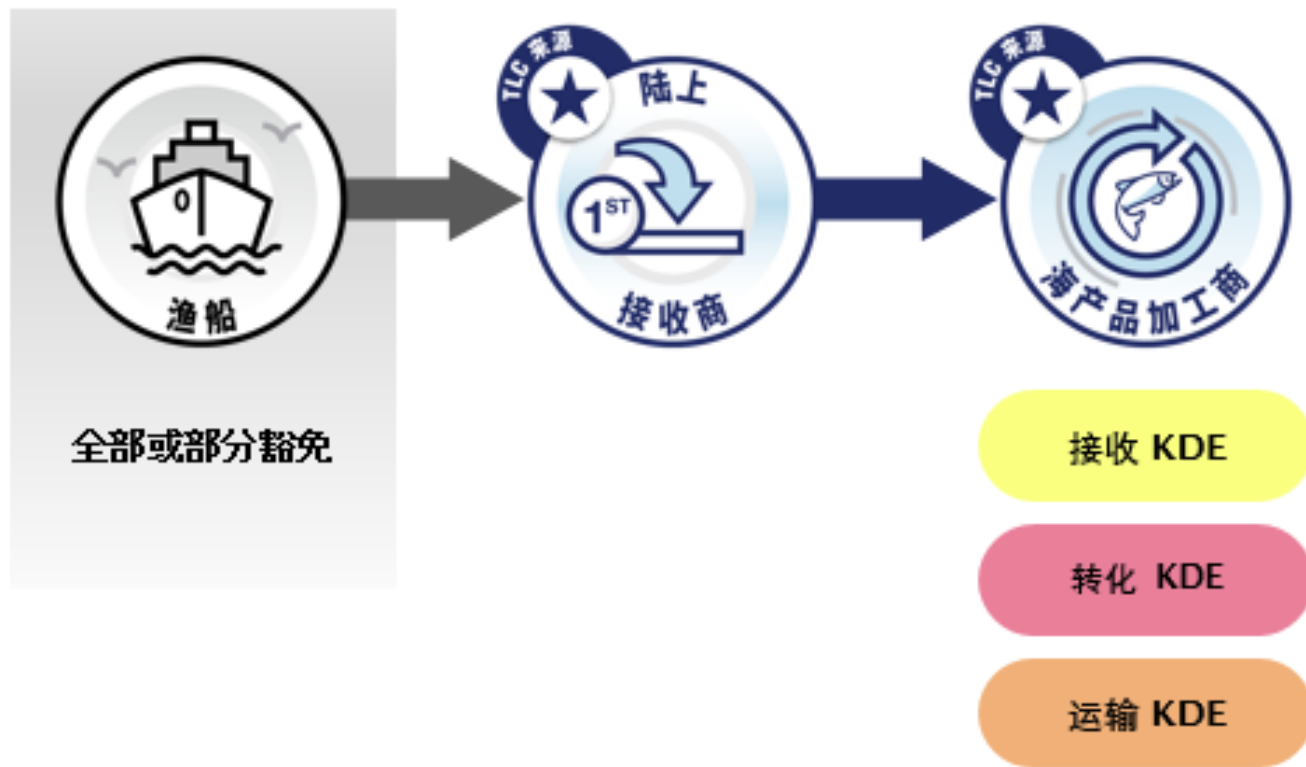 渔船
全部或部分豁免
TLC 来源
陆上
1ST
接收商
TLC 来源
海产品加工商
接收 KDE
转化 KDE
运输 KDE